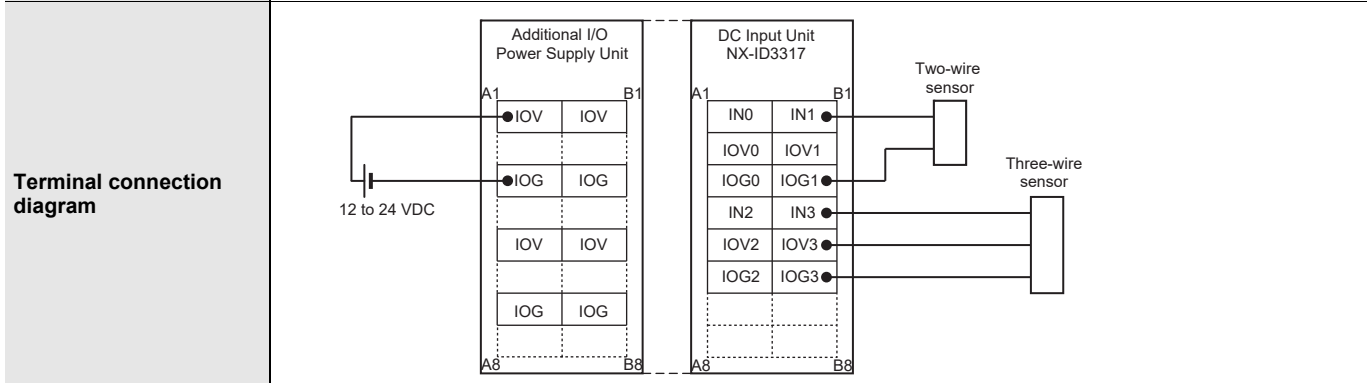 Terminal connection
diagram
Additional I/O
Power Supply Unit
A1
B1
IOV IOV
IOG IOG
12 to 24 VDC
IOV IOV
IOG IOG
A8
B8
DC Input Unit
NX-ID3317
A1
B1
IN0 IN1
IOV0 IOV1
IOG0 IOG1
IN2 IN3
IOV2 IOV3
IOG2 IOG3
A8
B8
Two-wire
sensor
Three-wire
sensor